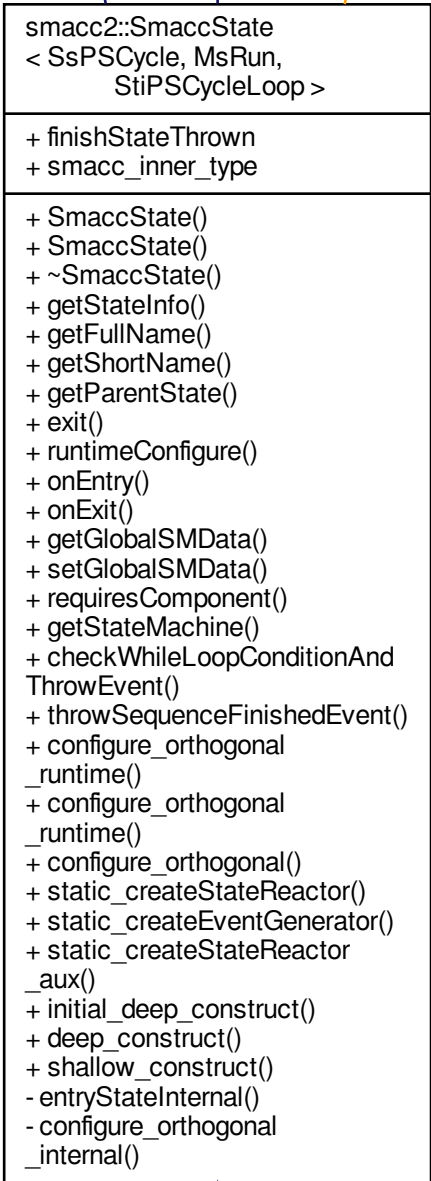 smacc2::SmaccState
< SsPSCycle, MsRun,
StiPSCycleLoop >
+ finishStateThrown
+ smacc_inner_type
+ SmaccState()
+ SmaccState()
+ ~SmaccState()
+ getStateInfo()
+ getFullName()
+ getShortName()
+ getParentState()
+ exit()
+ runtimeConfigure()
+ onEntry()
+ onExit()
+ getGlobalSMData()
+ setGlobalSMData()
+ requiresComponent()
+ getStateMachine()
+ checkWhileLoopConditionAnd
ThrowEvent()
+ throwSequenceFinishedEvent()
+ configure_orthogonal
_runtime()
+ configure_orthogonal
_runtime()
+ configure_orthogonal()
+ static_createStateReactor()
+ static_createEventGenerator()
+ static_createStateReactor
_aux()
+ initial_deep_construct()
+ deep_construct()
+ shallow_construct()
- entryStateInternal()
- configure_orthogonal
_internal()